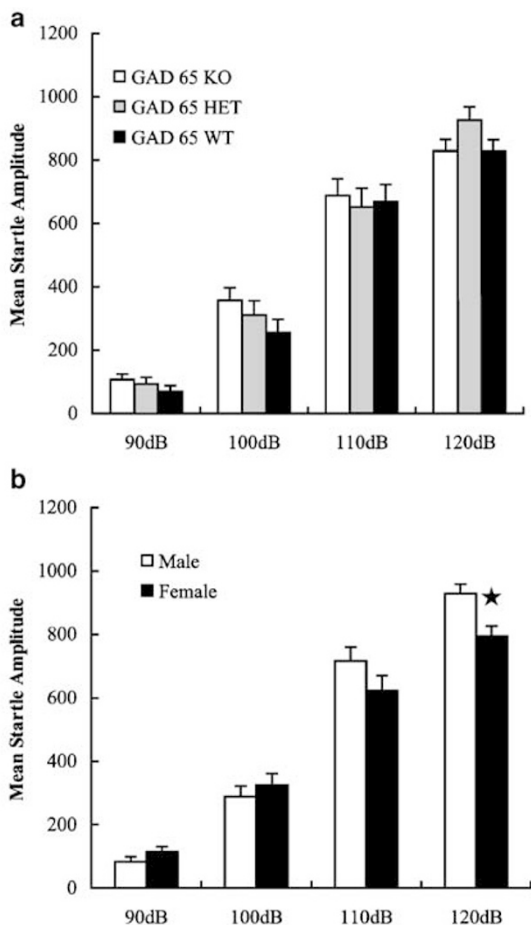 a
GAD 65 KO
GAD 65 HET
GAD 65 WT
Mean Startle Amplitude
1200
1000
800
600
400
200
0
90dB 100dB 110dB 120dB
b
Male
Female
Mean Startle Amplitude
1200
1000
800
600
400
200
0
90dB 100dB 110dB 120dB